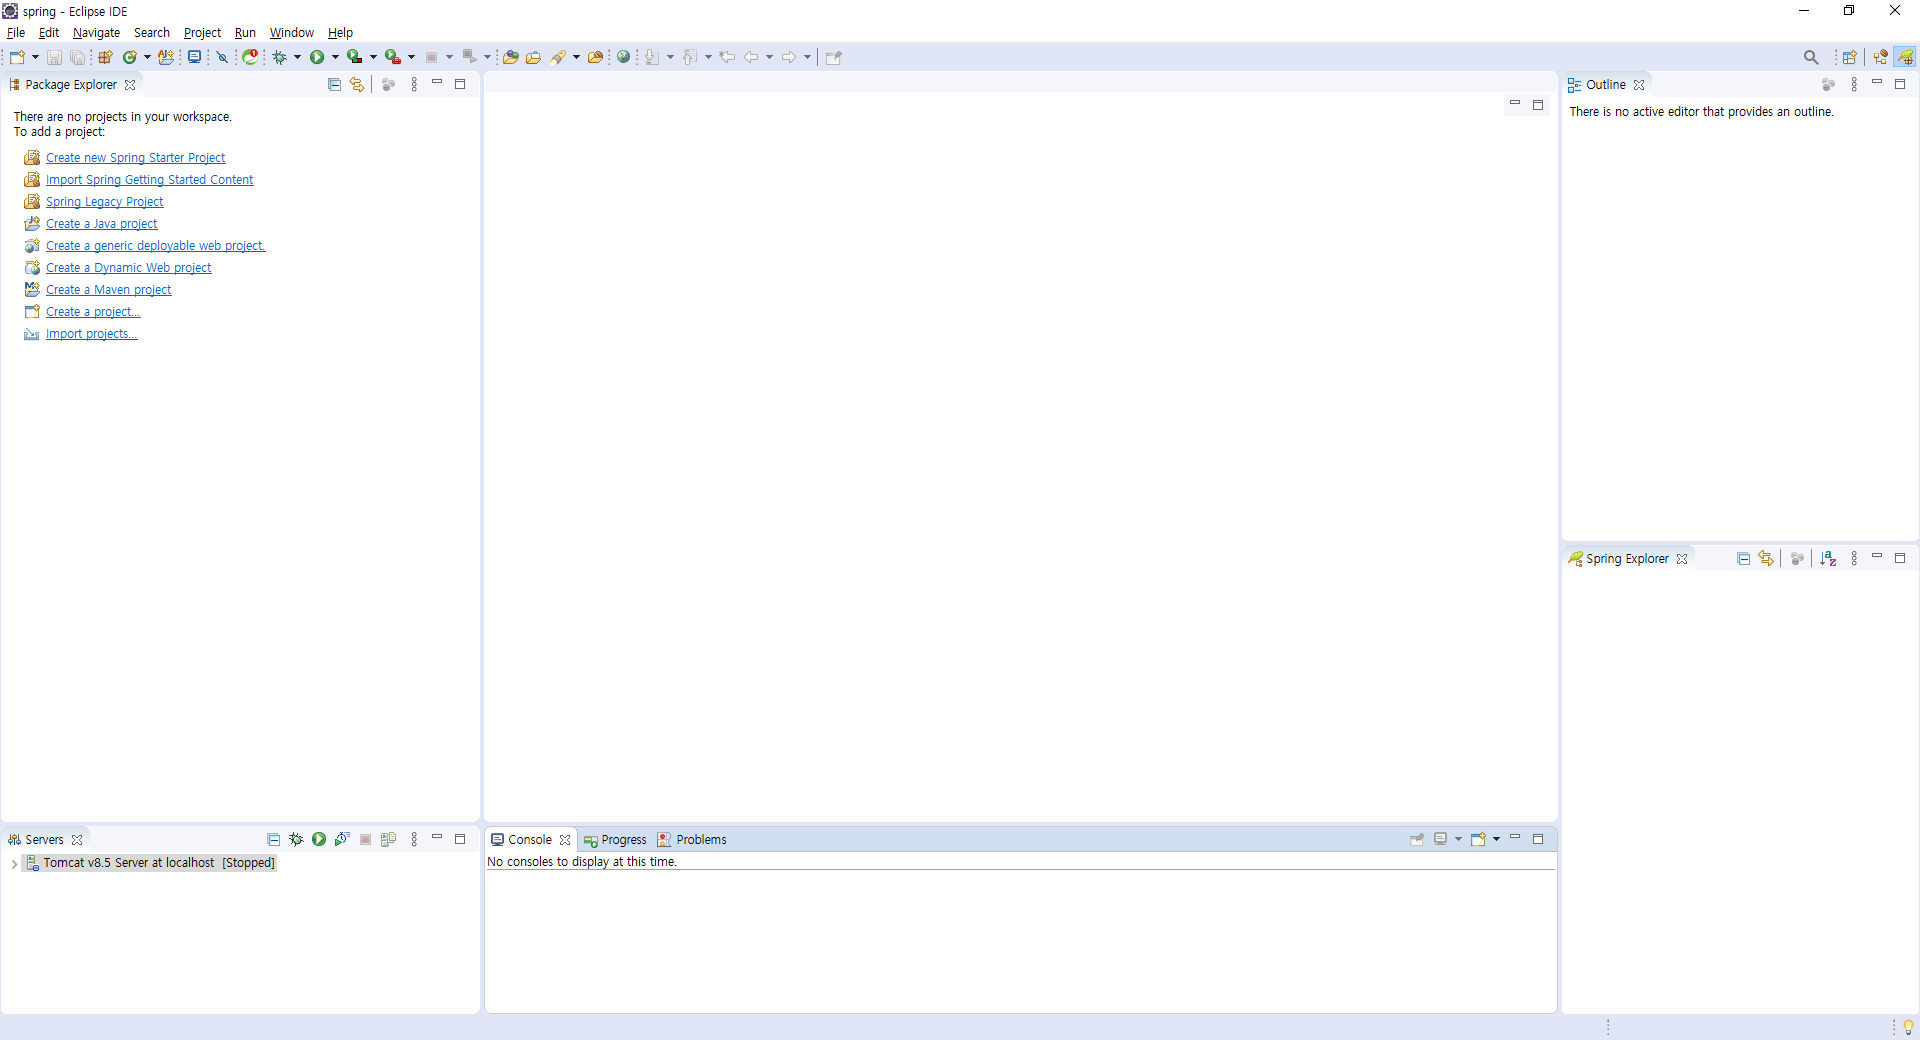 spring - Eclipse IDE
File Edit Navigate Search Project Run Window Help
Package Explorer
There are no projects in your workspace.
To add a project:
Create new Spring Starter Project
Import Spring Getting Started Content
Spring Legacy Project
Create a Java project
Create a generic deployable web project.
Create a Dynamic Web project
Create a Maven project
Create a project...
Import projects...
Outline
There is no active editor that provides an outline.
Spring Explorer
Servers
Tomcat v8.5 Server at localhost [Stopped]
Console Progress Problems
No consoles to display at this time.